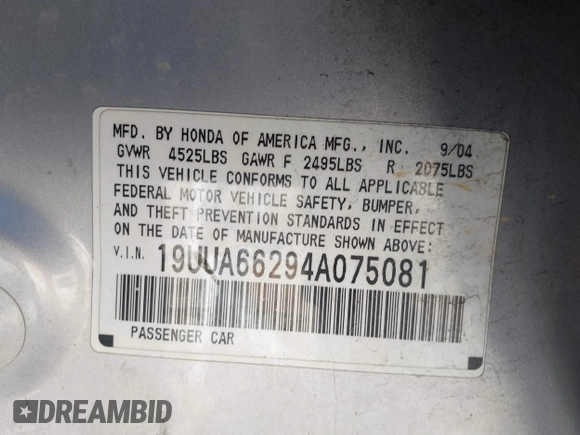 MFD. BY HONDA OF AMERICA MFG., INC. 9/04
GVWR 4525LBS GAWR F 2495LBS R 2075LBS
THIS VEHICLE CONFORMS TO ALL APPLICABLE
FEDERAL MOTOR VEHICLE SAFETY, BUMPER,
AND THEFT PREVENTION STANDARDS IN EFFECT
ON THE DATE OF MANUFACTURE SHOWN ABOVE:
V.I.N. 19UUA66294A075081
PASSENGER CAR
DREAMBID